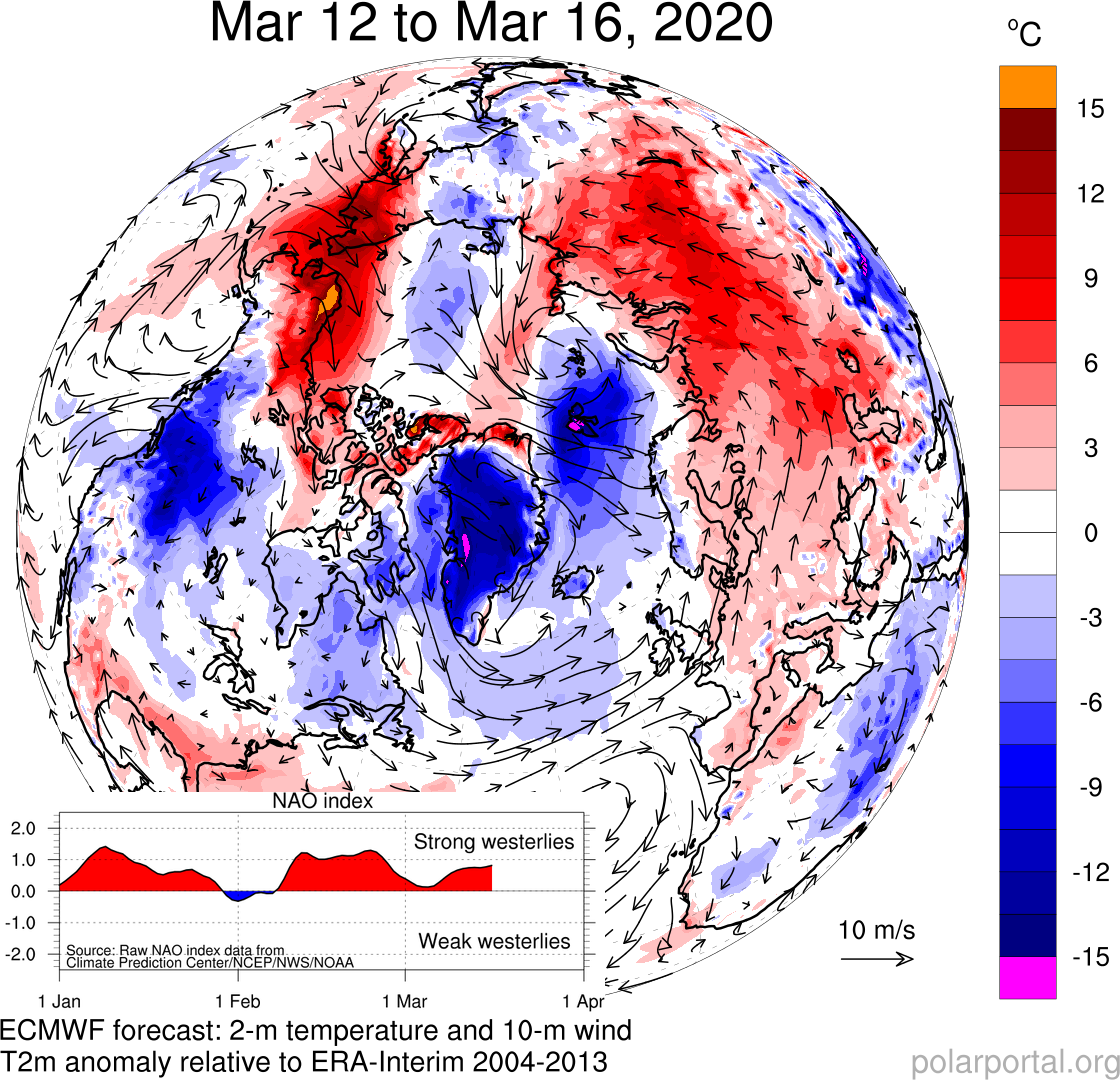 Mar 12 to Mar 16, 2020
°C
15
12
9
6
3
0
-3
-6
-9
-12
-15
10 m/s
NAO index
2.0
1.0
0.0
-1.0
-2.0
Strong westerlies
Weak westerlies
Source: Raw NAO index data from
Climate Prediction Center/NCEP/NWS/NOAA
1 Jan
1 Feb
1 Mar
1 Apr
ECMWF forecast: 2-m temperature and 10-m wind
T2m anomaly relative to ERA-Interim 2004-2013
polarportal.org